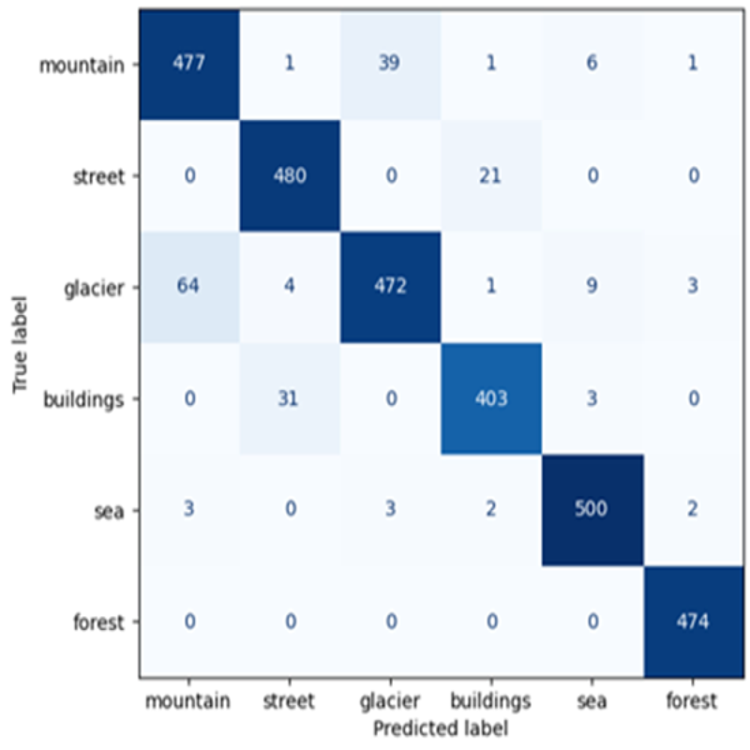 mountain 477 1 39 1 6 1
street 0 480 0 21 0 0
glacier 64 4 472 1 9 3
buildings 0 31 0 403 3 0
sea 3 0 3 2 500 2
forest 0 0 0 0 0 474
mountain street glacier buildings sea forest
Predicted label
True label